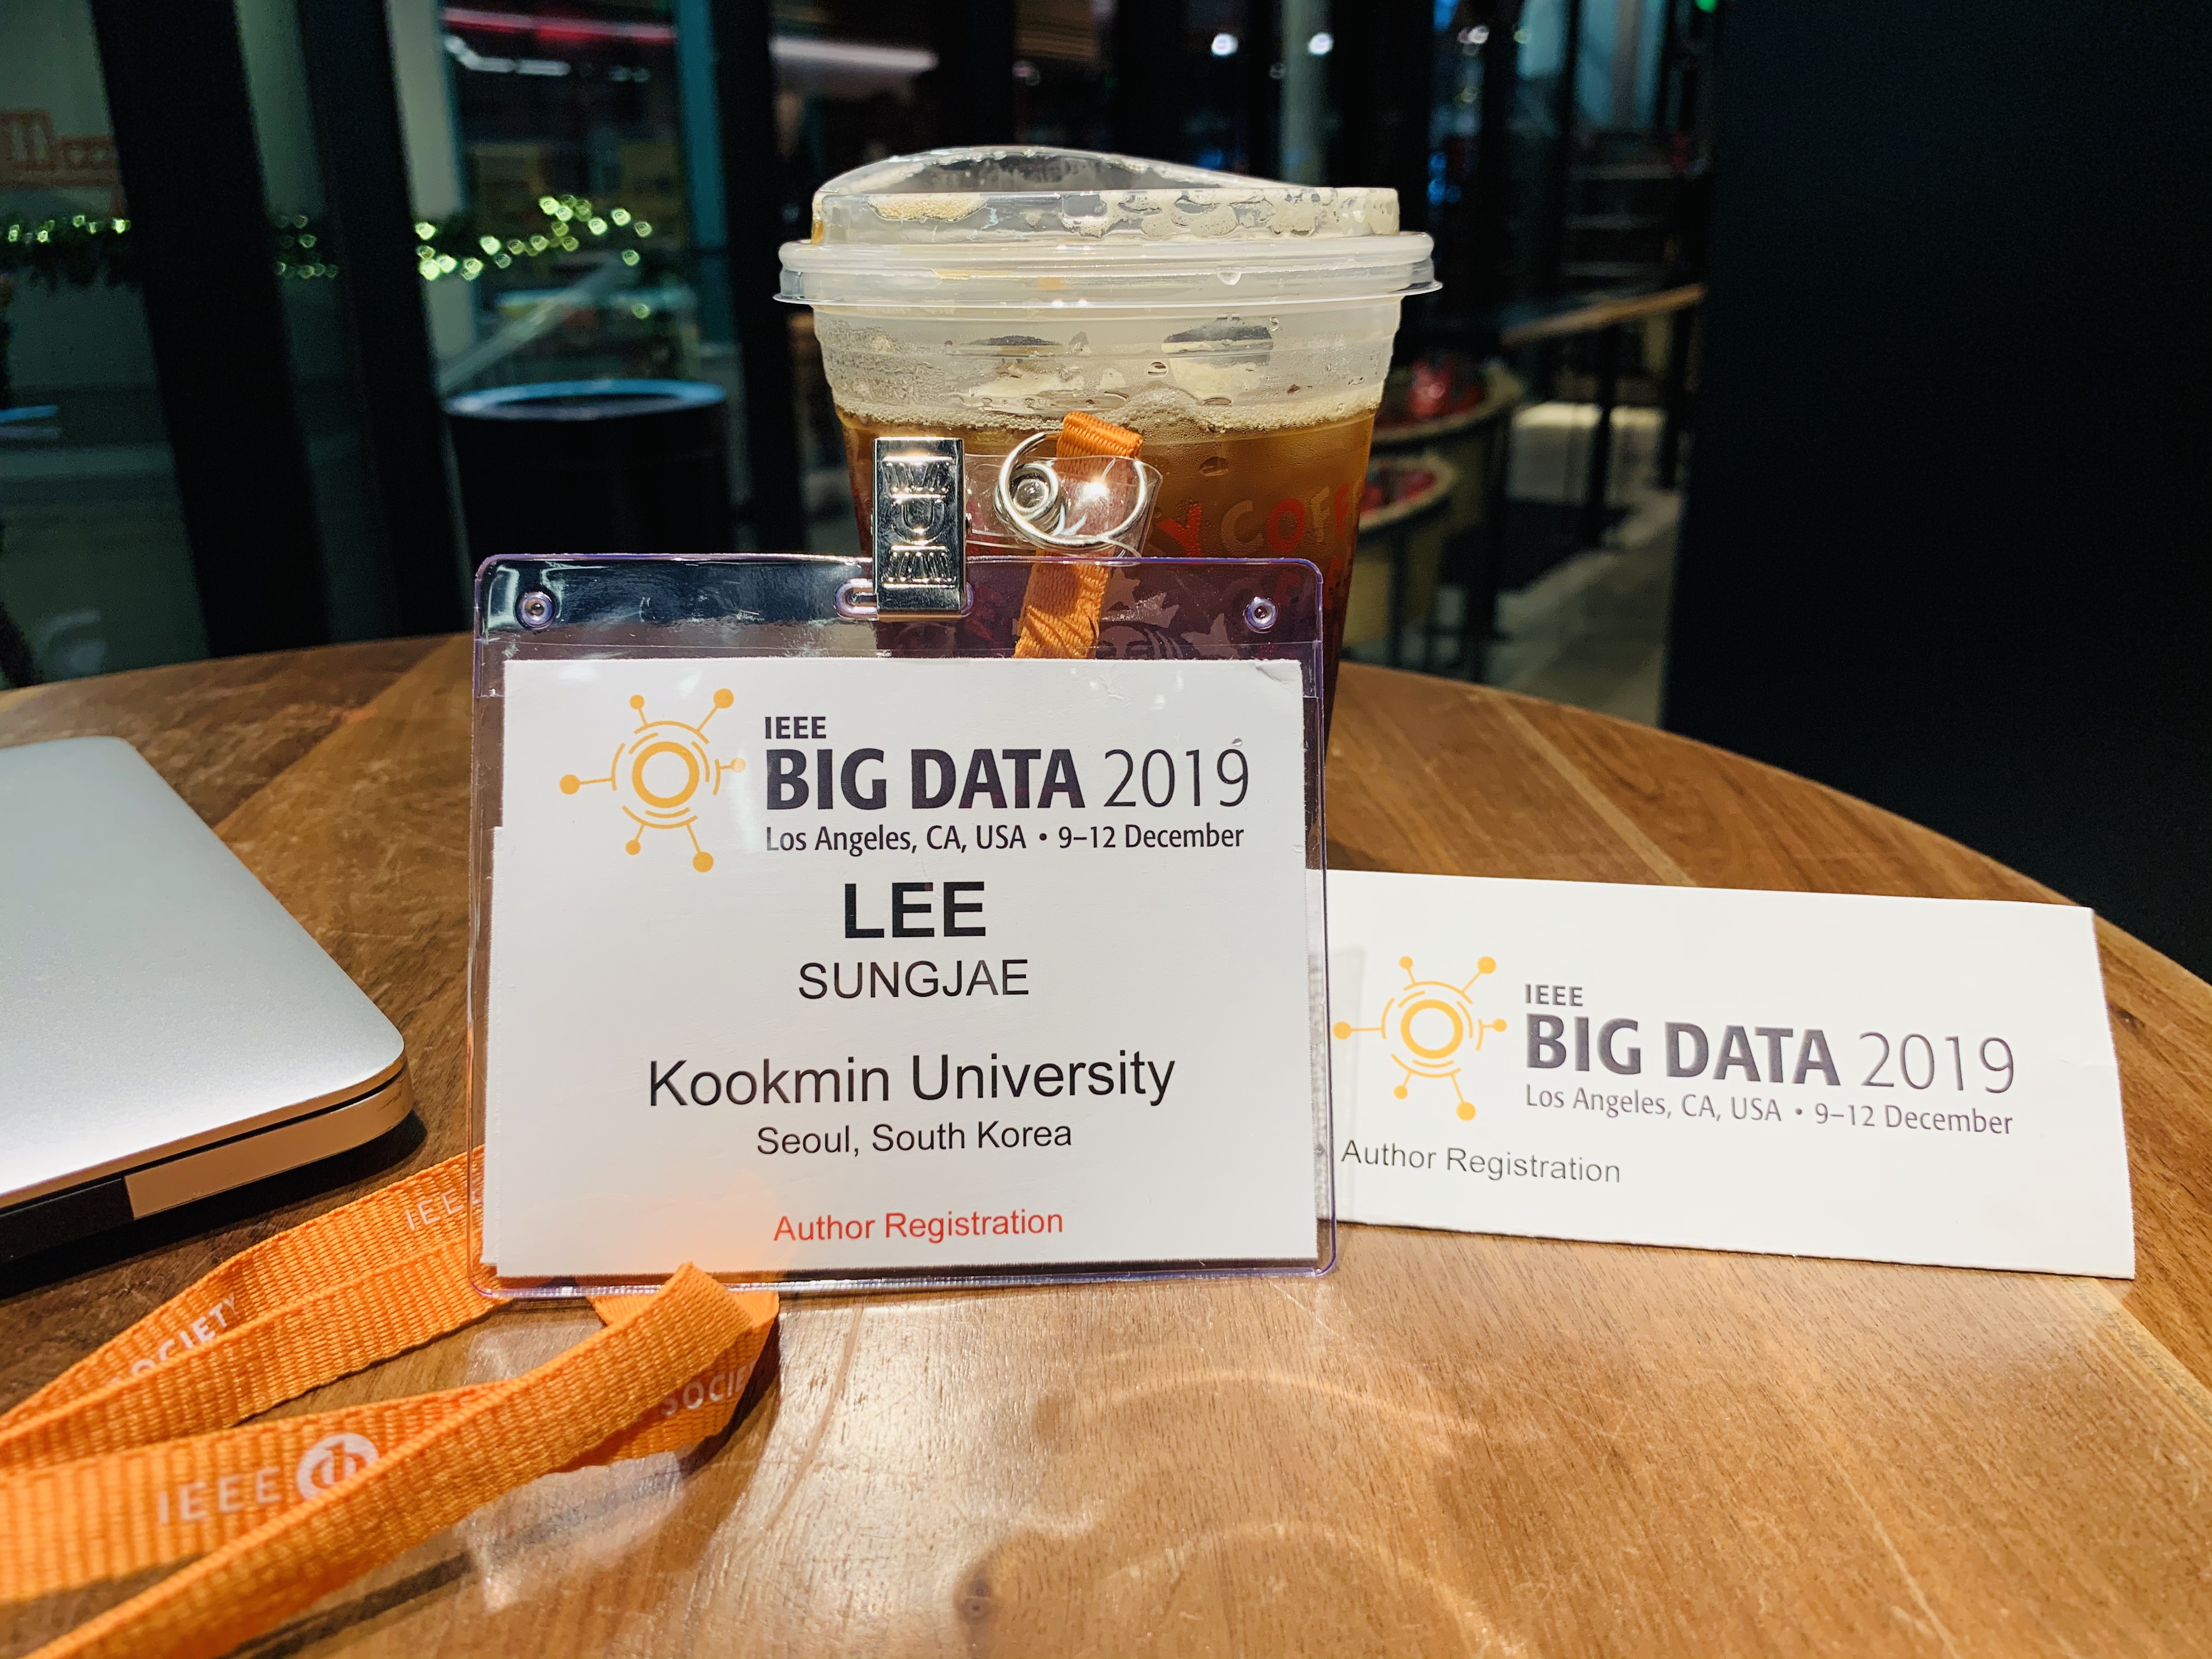 IEEE
BIG DATA 2019
Los Angeles, CA, USA • 9–12 December
LEE
SUNGJAE
Kookmin University
Seoul, South Korea
Author Registration
IEEE
BIG DATA 2019
Los Angeles, CA, USA • 9–12 December
Author Registration
SOCIETY
IEEE